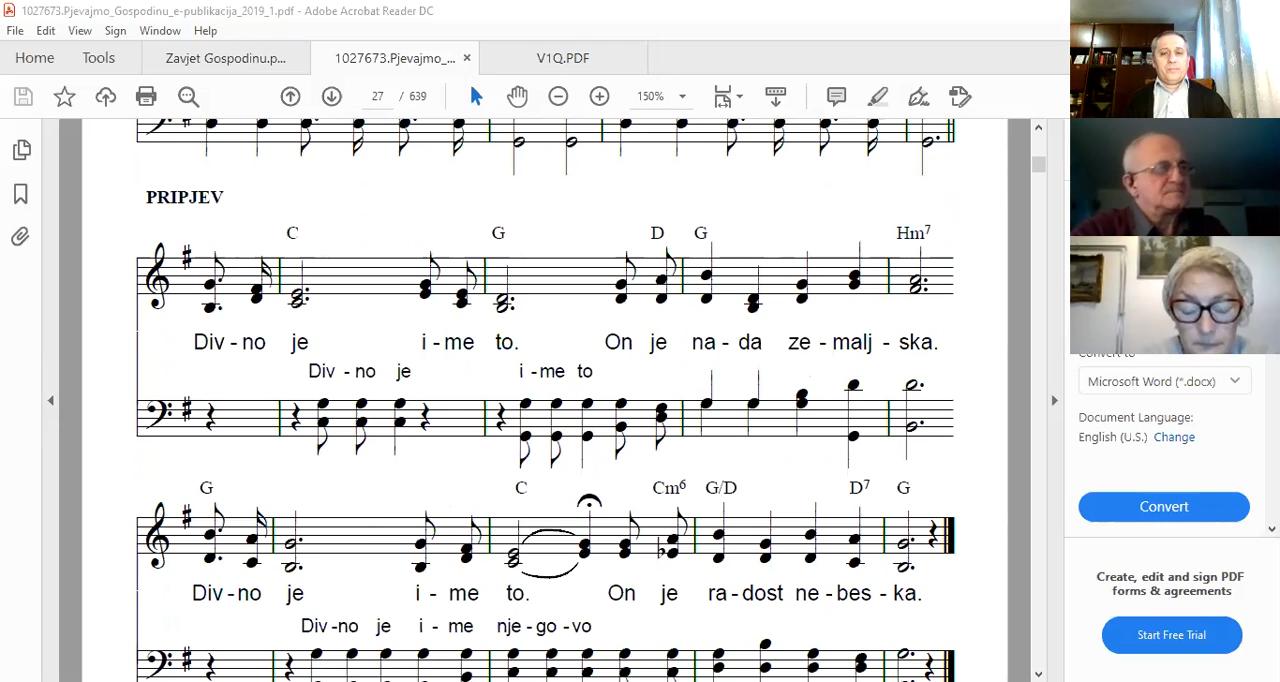 1027673.Pjevajmo_Gospodinu_e-publikacija_2019_1.pdf - Adobe Acrobat Reader DC
File Edit View Sign Window Help
Home Tools Zavjet Gospodinu.p... 1027673.Pjevajmo_... × V1Q.PDF
27 / 639 150%
PRIPJEV
C G D G Hm7
Div - no je i - me to. On je na - da ze - malj - ska.
Div - no je i - me to
G C Cm6 G/D D7 G
Div - no je i - me to. On je ra - dost ne - bes - ka.
Div - no je i - me nje - go - vo
Convert to
Microsoft Word (*.docx)
Document Language:
English (U.S.) Change
Convert
Create, edit and sign PDF
forms & agreements
Start Free Trial